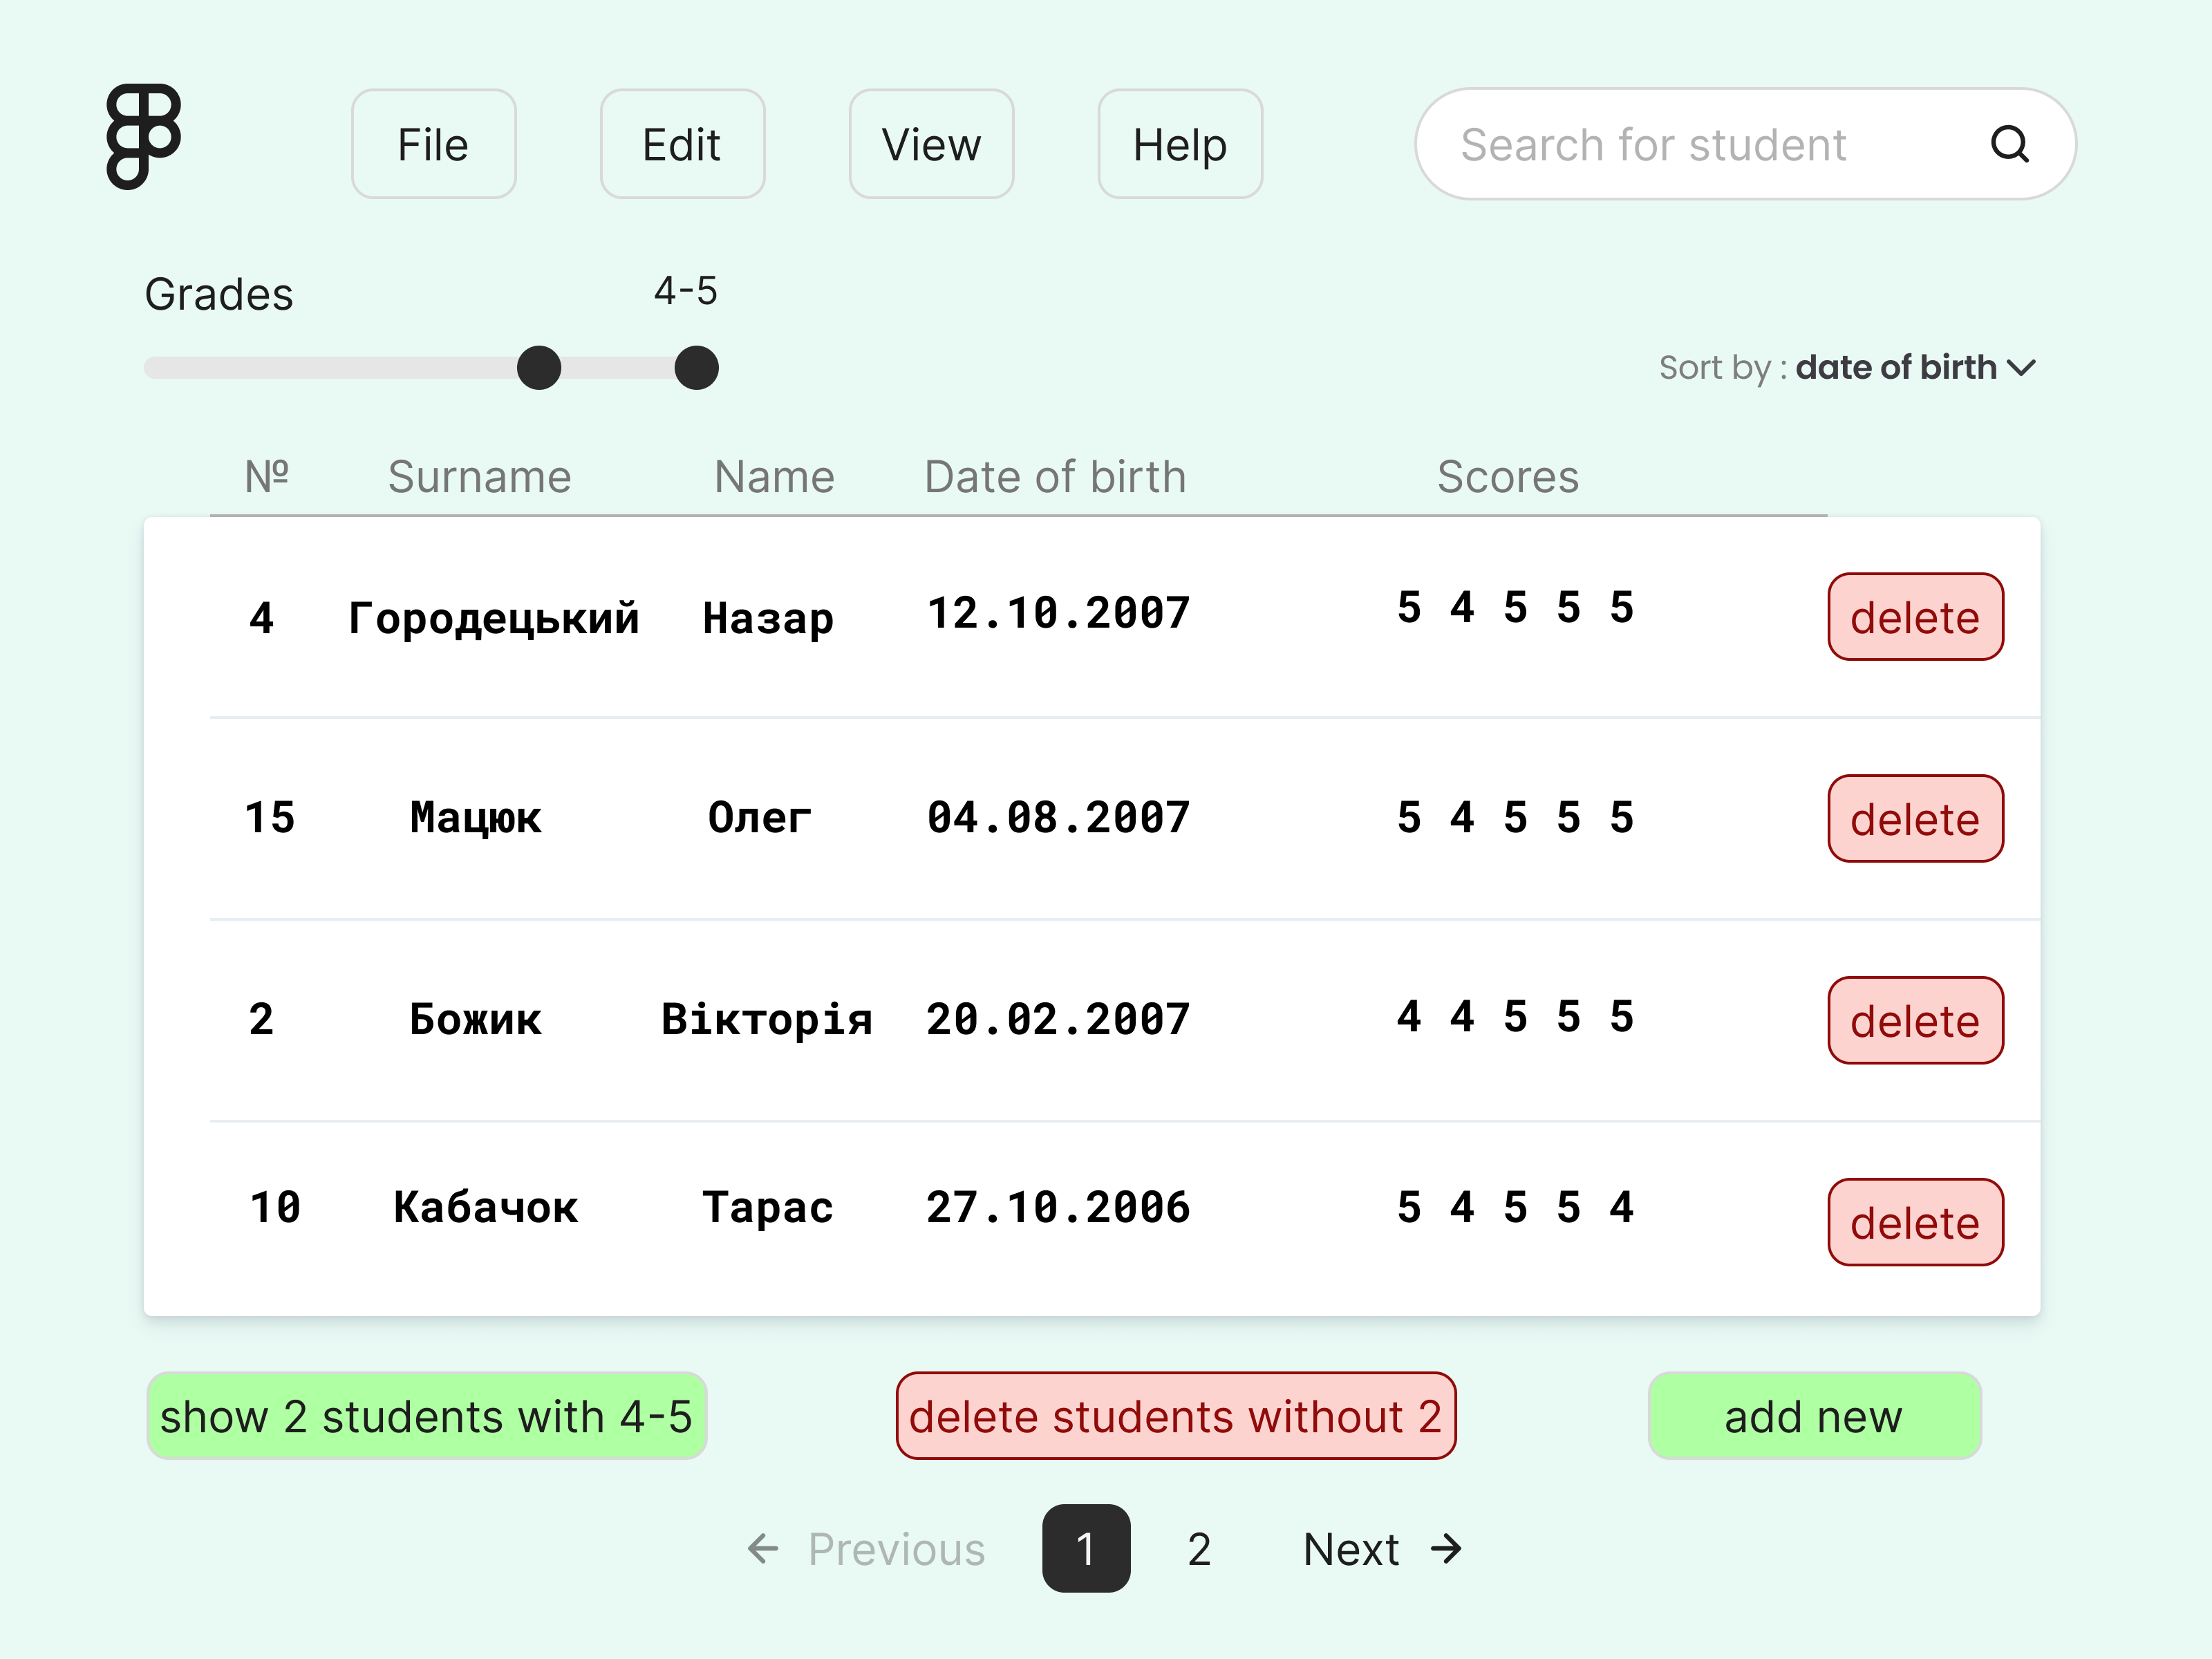 File Edit View Help Search for student
Grades 4-5
Sort by : date of birth
№ Surname Name Date of birth Scores
4 Городецький Назар 12.10.2007 5 4 5 5 5 delete
15 Мацюк Олег 04.08.2007 5 4 5 5 5 delete
2 Божик Вікторія 20.02.2007 4 4 5 5 5 delete
10 Кабачок Тарас 27.10.2006 5 4 5 5 4 delete
show 2 students with 4-5 delete students without 2 add new
← Previous 1 2 Next →